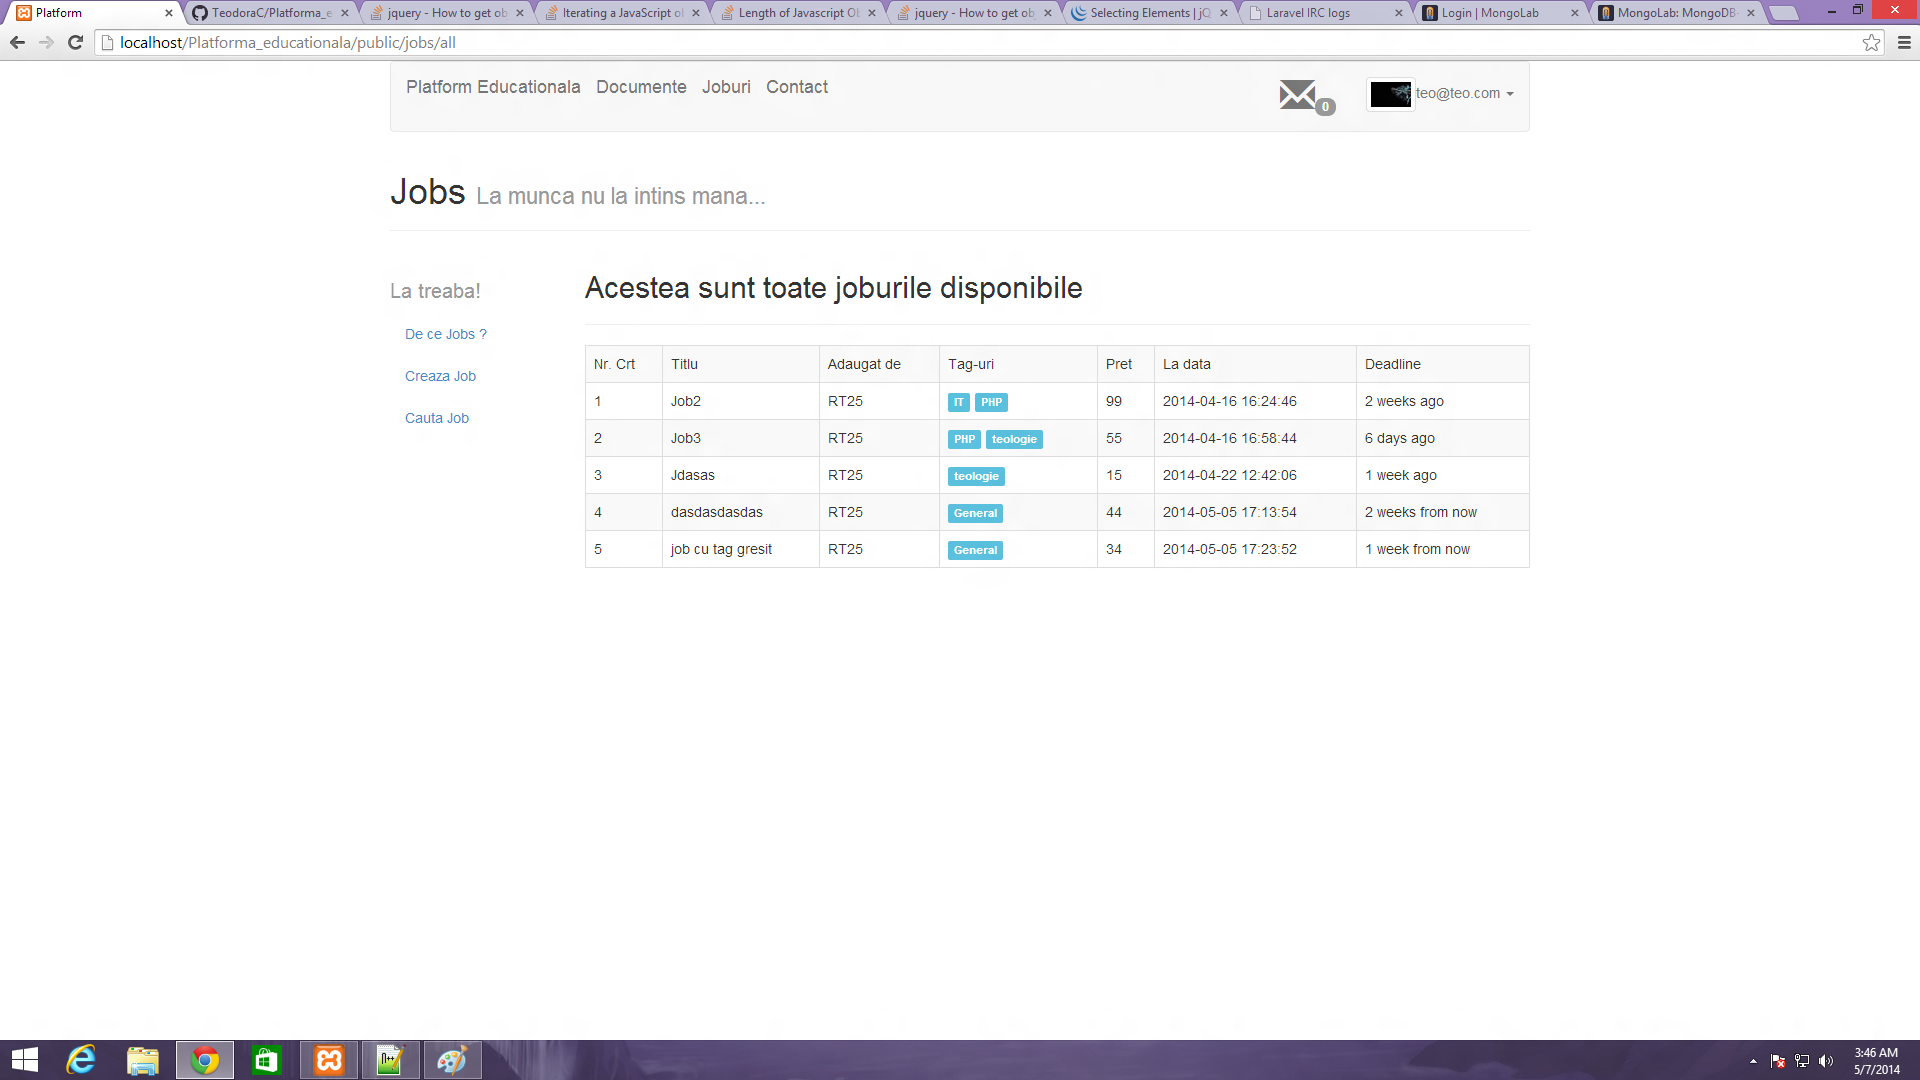 Platform
TeodoraC/Platforma_e
jquery - How to get ob
Iterating a JavaScript ol
Length of Javascript Ob
jquery - How to get ob
Selecting Elements | jQ
Laravel IRC logs
Login | MongoLab
MongoLab: MongoDB-
localhost/Platforma_educationala/public/jobs/all
Platform Educationala Documente Joburi Contact
0
teo@teo.com
Jobs La munca nu la intins mana...
La treaba!
De ce Jobs ?
Creaza Job
Cauta Job
Acestea sunt toate joburile disponibile
Nr. Crt Titlu Adaugat de Tag-uri Pret La data Deadline
1 Job2 RT25 IT PHP 99 2014-04-16 16:24:46 2 weeks ago
2 Job3 RT25 PHP teologie 55 2014-04-16 16:58:44 6 days ago
3 Jdasas RT25 teologie 15 2014-04-22 12:42:06 1 week ago
4 dasdasdasdas RT25 General 44 2014-05-05 17:13:54 2 weeks from now
5 job cu tag gresit RT25 General 34 2014-05-05 17:23:52 1 week from now
3:46 AM
5/7/2014